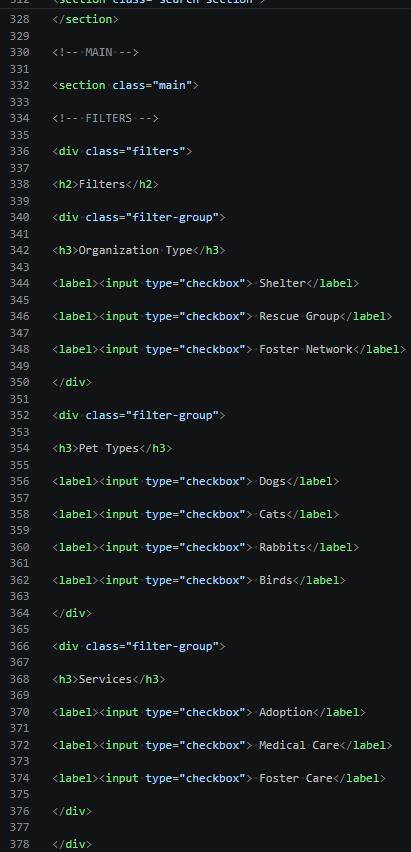 312 <section class="search-section">
328 </section>
329
330 <!-- MAIN -->
331
332 <section class="main">
333
334 <!-- FILTERS -->
335
336 <div class="filters">
337
338 <h2>Filters</h2>
339
340 <div class="filter-group">
341
342 <h3>Organization Type</h3>
343
344 <label><input type="checkbox"> Shelter</label>
345
346 <label><input type="checkbox"> Rescue Group</label>
347
348 <label><input type="checkbox"> Foster Network</label>
349
350 </div>
351
352 <div class="filter-group">
353
354 <h3>Pet Types</h3>
355
356 <label><input type="checkbox"> Dogs</label>
357
358 <label><input type="checkbox"> Cats</label>
359
360 <label><input type="checkbox"> Rabbits</label>
361
362 <label><input type="checkbox"> Birds</label>
363
364 </div>
365
366 <div class="filter-group">
367
368 <h3>Services</h3>
369
370 <label><input type="checkbox"> Adoption</label>
371
372 <label><input type="checkbox"> Medical Care</label>
373
374 <label><input type="checkbox"> Foster Care</label>
375
376 </div>
377
378 </div>